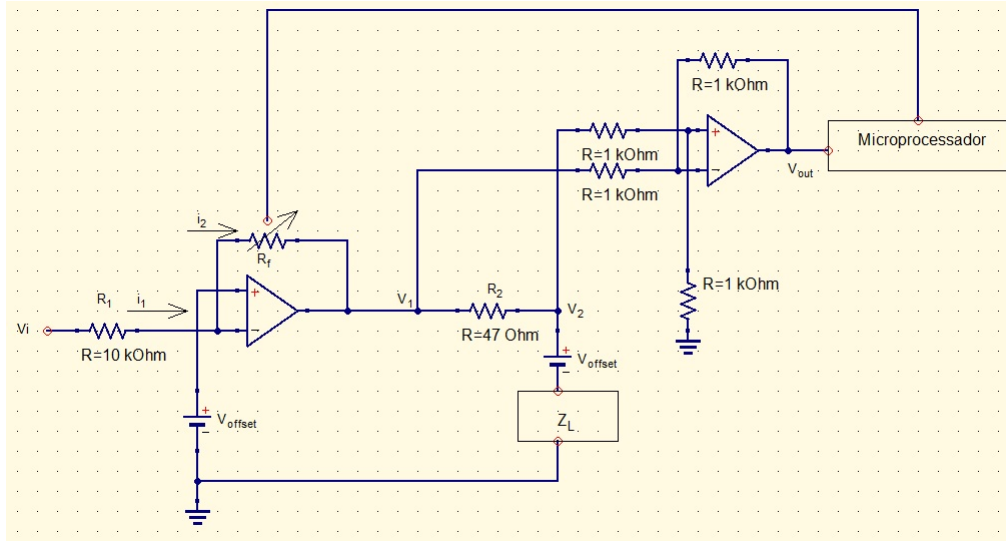 R=1 kOhm
+
−
R=1 kOhm
R=1 kOhm
Vout
Microprocessador
i2
Rf
R=1 kOhm
R1
i1
+
−
V1
R2
V2
Vi
R=10 kOhm
R=47 Ohm
+
−
Voffset
+
−
Voffset
ZL